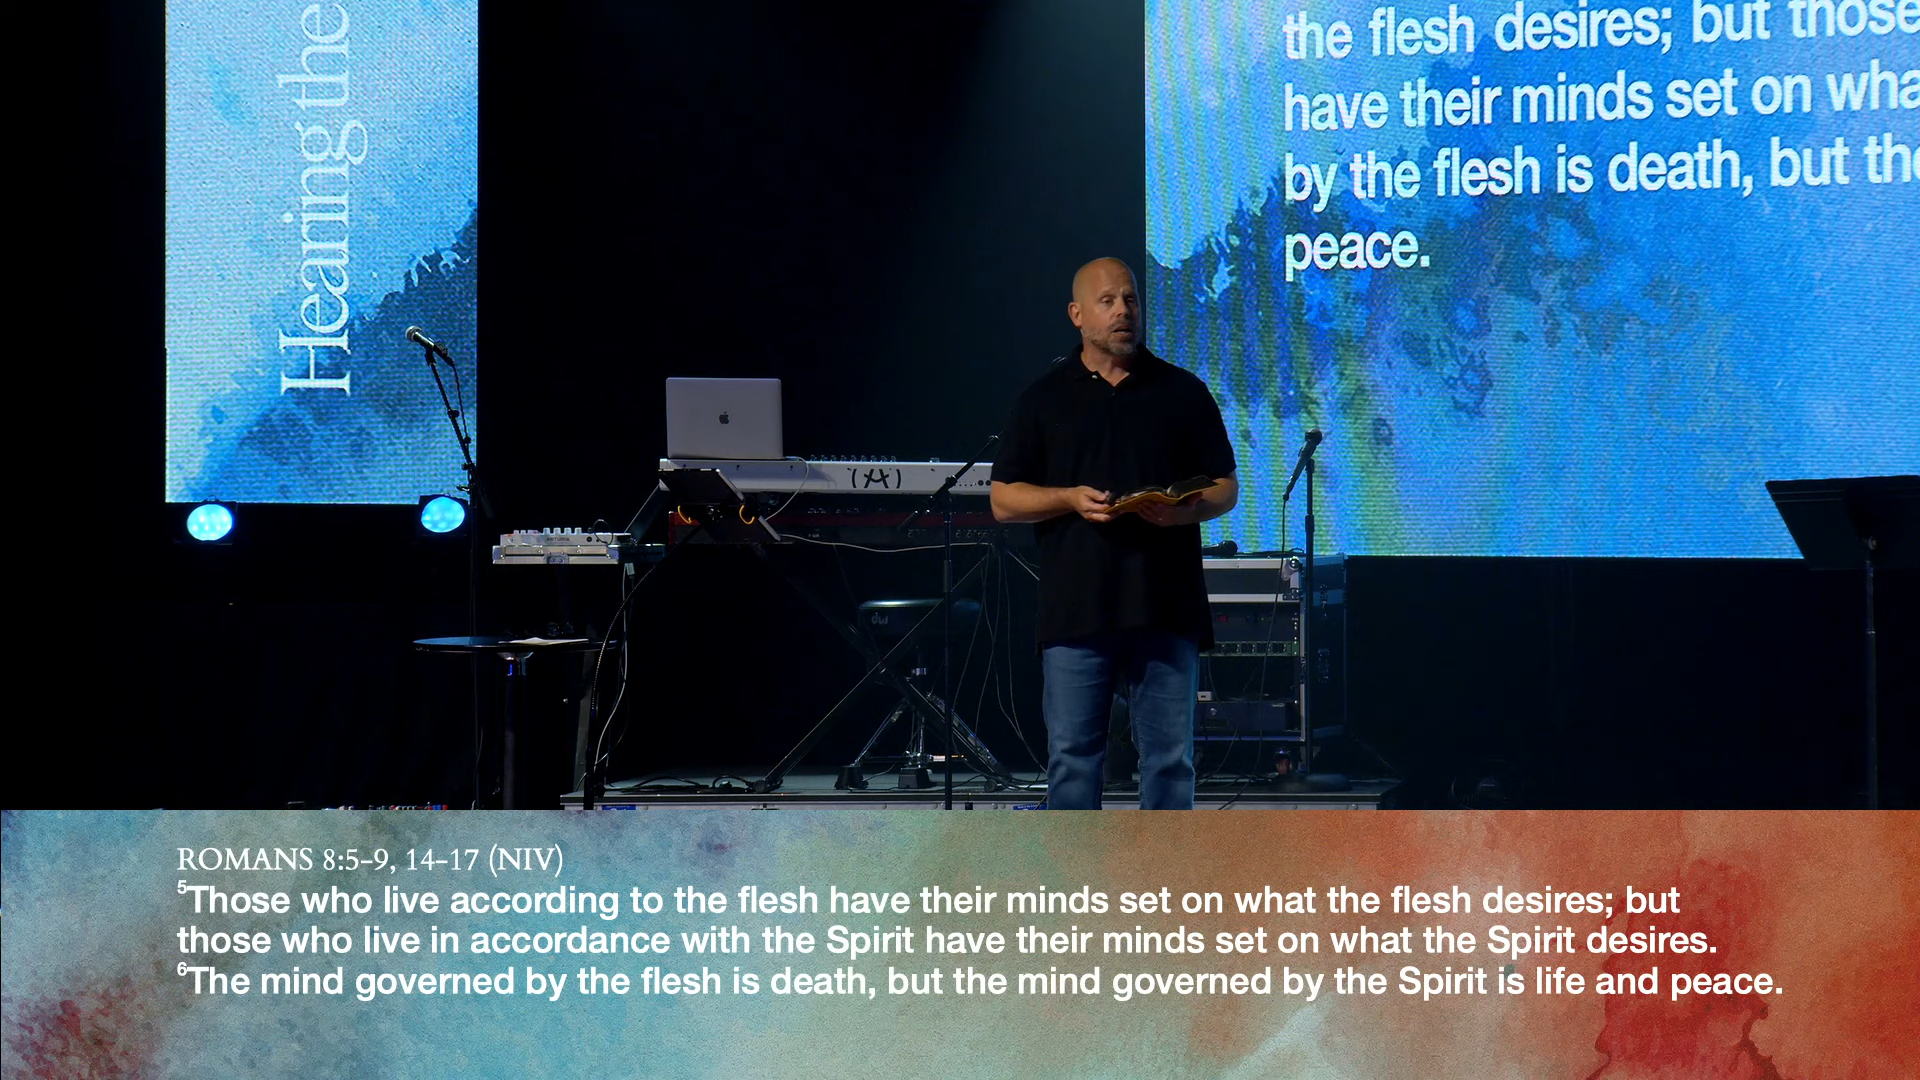 Hearing the
the flesh desires; but those
have their minds set on wha
by the flesh is death, but the
peace.
(A)
dw
ROMANS 8:5-9, 14-17 (NIV)
5Those who live according to the flesh have their minds set on what the flesh desires; but
those who live in accordance with the Spirit have their minds set on what the Spirit desires.
6The mind governed by the flesh is death, but the mind governed by the Spirit is life and peace.